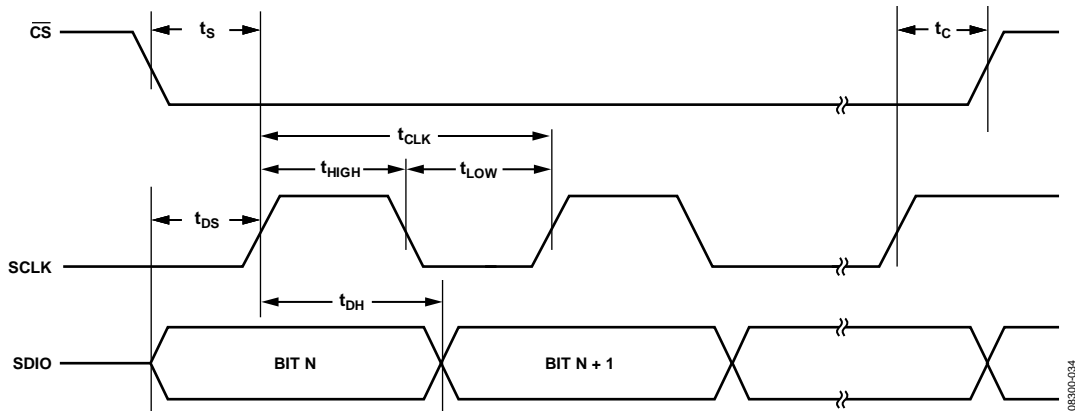 CS
tS
tC
tCLK
tHIGH
tLOW
tDS
SCLK
tDH
SDIO
BIT N
BIT N + 1
08300-034